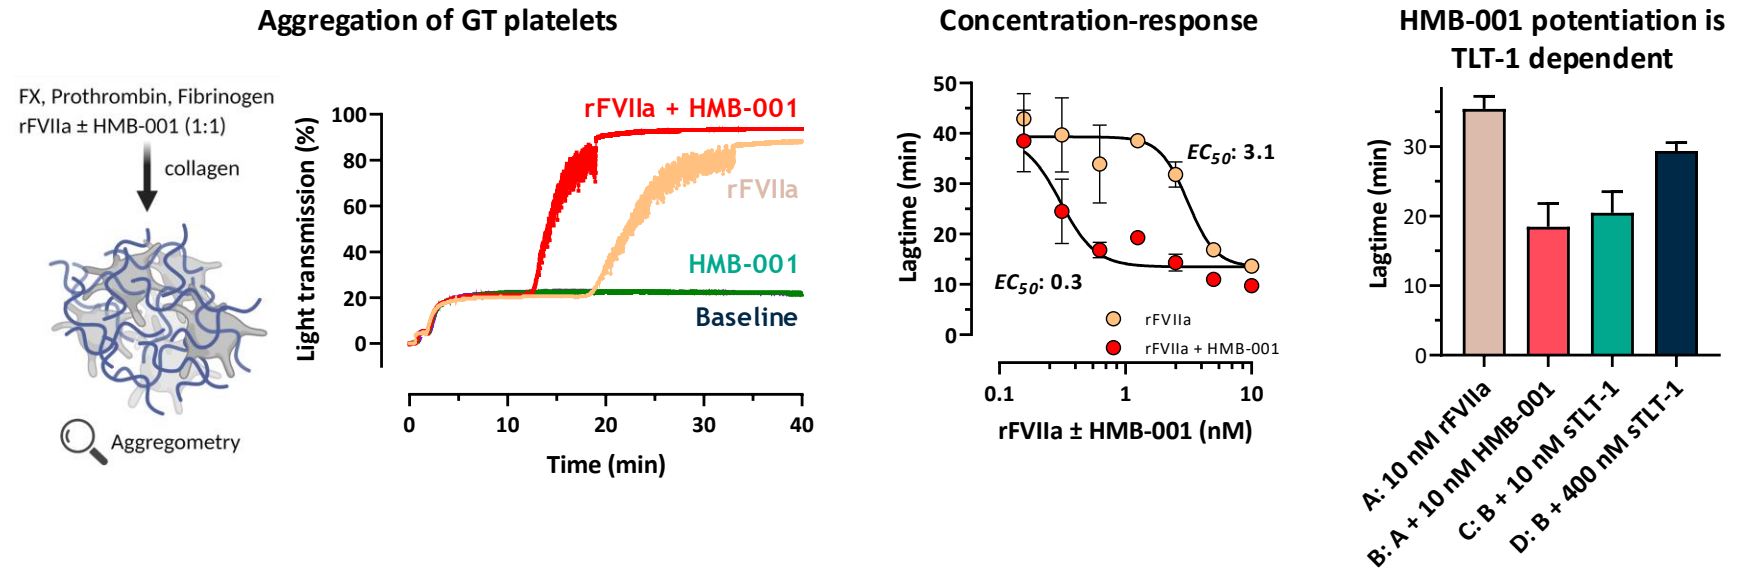 Aggregation of GT platelets
FX, Prothrombin, Fibrinogen
rFVIIa ± HMB-001 (1:1)
collagen
Aggregometry
Light transmission (%)
100
80
60
40
20
0
rFVIIa + HMB-001
rFVIIa
HMB-001
Baseline
0 10 20 30 40
Time (min)
Concentration-response
Lagtime (min)
50
40
30
20
10
0
EC50: 3.1
EC50: 0.3
rFVIIa
rFVIIa + HMB-001
0.1 1 10
rFVIIa ± HMB-001 (nM)
HMB-001 potentiation is
TLT-1 dependent
Lagtime (min)
30
20
10
0
A: 10 nM rFVIIa
B: A + 10 nM HMB-001
C: B + 10 nM sTLT-1
D: B + 400 nM sTLT-1